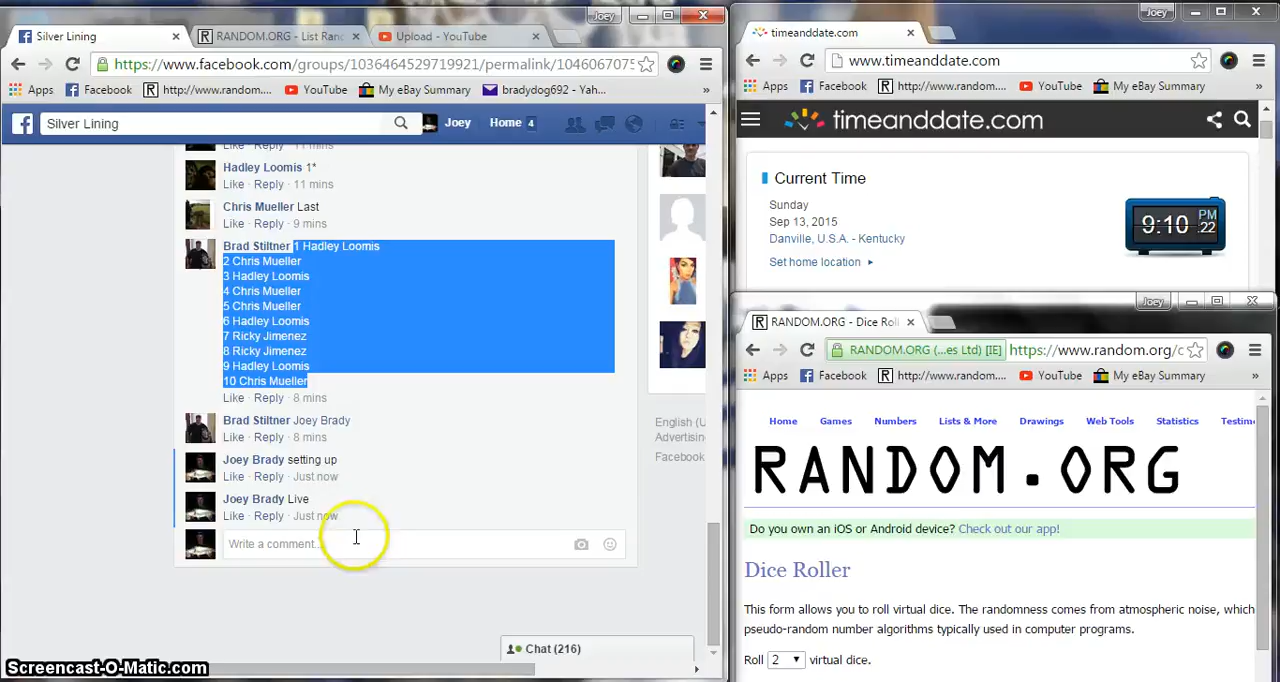 Joey
Silver Lining
RANDOM.ORG - List Ran
Upload - YouTube
https://www.facebook.com/groups/1036464529719921/permalink/104606707
Apps
Facebook
http://www.random....
YouTube
My eBay Summary
bradydog692 - Yah...
»
Silver Lining
Joey
Home 4
Hadley Loomis 1*
Like · Reply · 11 mins
Chris Mueller Last
Like · Reply · 9 mins
Brad Stiltner 1 Hadley Loomis
2 Chris Mueller
3 Hadley Loomis
4 Chris Mueller
5 Chris Mueller
6 Hadley Loomis
7 Ricky Jimenez
8 Ricky Jimenez
9 Hadley Loomis
10 Chris Mueller
Like · Reply · 8 mins
Brad Stiltner Joey Brady
Like · Reply · 8 mins
Joey Brady setting up
Like · Reply · Just now
Joey Brady Live
Like · Reply · Just now
Write a comment...
English (U
Advertising
Facebook
Chat (216)
Screencast-O-Matic.com
Joey
timeanddate.com
www.timeanddate.com
Apps
Facebook
http://www.random....
YouTube
My eBay Summary
»
timeanddate.com
Current Time
Sunday
Sep 13, 2015
Danville, U.S.A. - Kentucky
Set home location
9:10 PM 22
Joey
RANDOM.ORG - Dice Roll
RANDOM.ORG (...es Ltd) [IE]
https://www.random.org/c
Apps
Facebook
http://www.random....
YouTube
My eBay Summary
»
Home
Games
Numbers
Lists & More
Drawings
Web Tools
Statistics
Testim
RANDOM.ORG
Do you own an iOS or Android device? Check out our app!
Dice Roller
This form allows you to roll virtual dice. The randomness comes from atmospheric noise, which
pseudo-random number algorithms typically used in computer programs.
Roll 2 virtual dice.